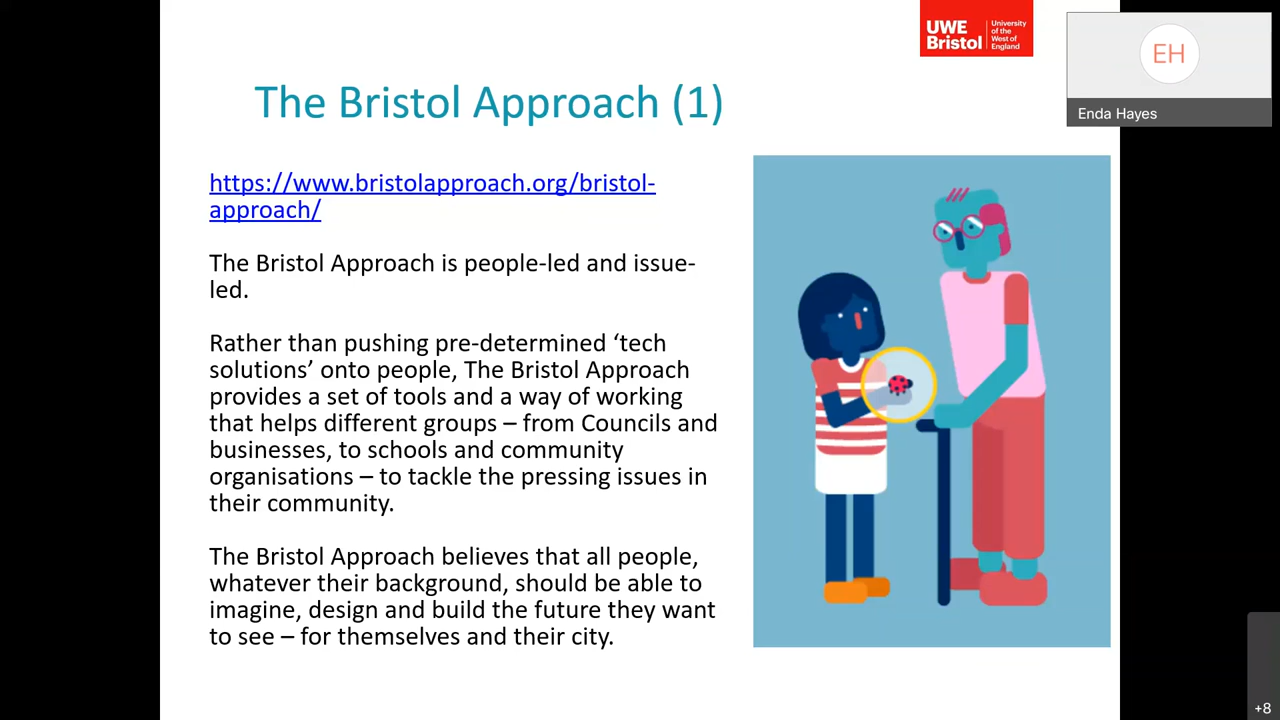 UWE
Bristol
University
of the
West of
England
EH
Enda Hayes
The Bristol Approach (1)
https://www.bristolapproach.org/bristol-
approach/
The Bristol Approach is people-led and issue-
led.
Rather than pushing pre-determined ‘tech
solutions’ onto people, The Bristol Approach
provides a set of tools and a way of working
that helps different groups – from Councils and
businesses, to schools and community
organisations – to tackle the pressing issues in
their community.
The Bristol Approach believes that all people,
whatever their background, should be able to
imagine, design and build the future they want
to see – for themselves and their city.
+8